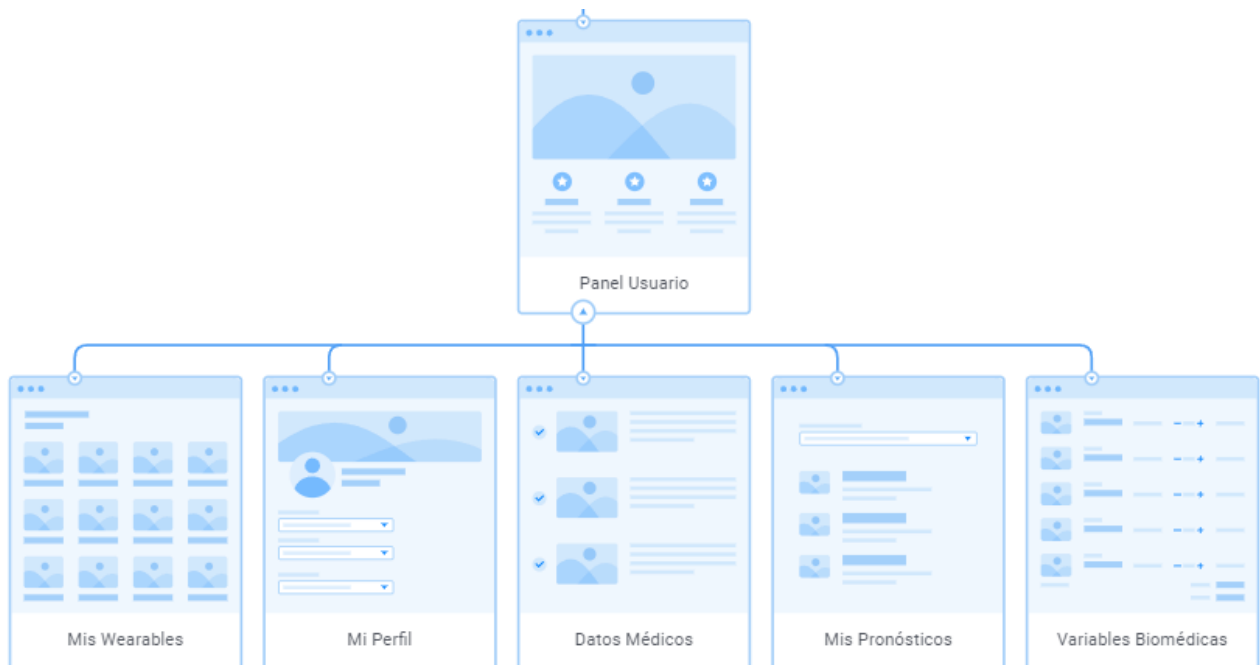 Panel Usuario
Mis Wearables
Mi Perfil
Datos Médicos
Mis Pronósticos
Variables Biomédicas